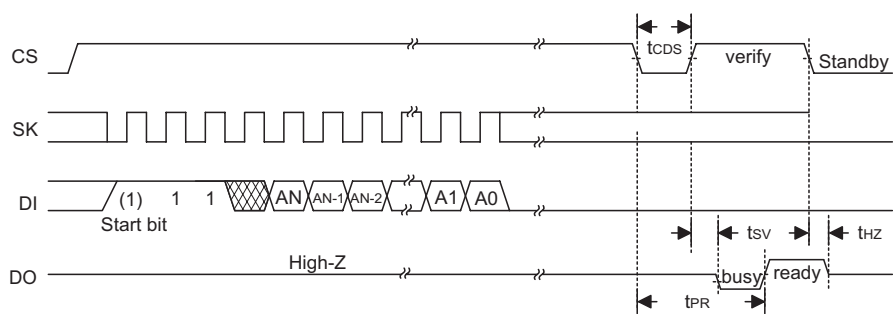 CS
tCDS
verify
Standby
SK
DI
(1) 1 1 AN AN-1 AN-2 A1 A0
Start bit
tSV
tHZ
DO
High-Z
busy
ready
tPR